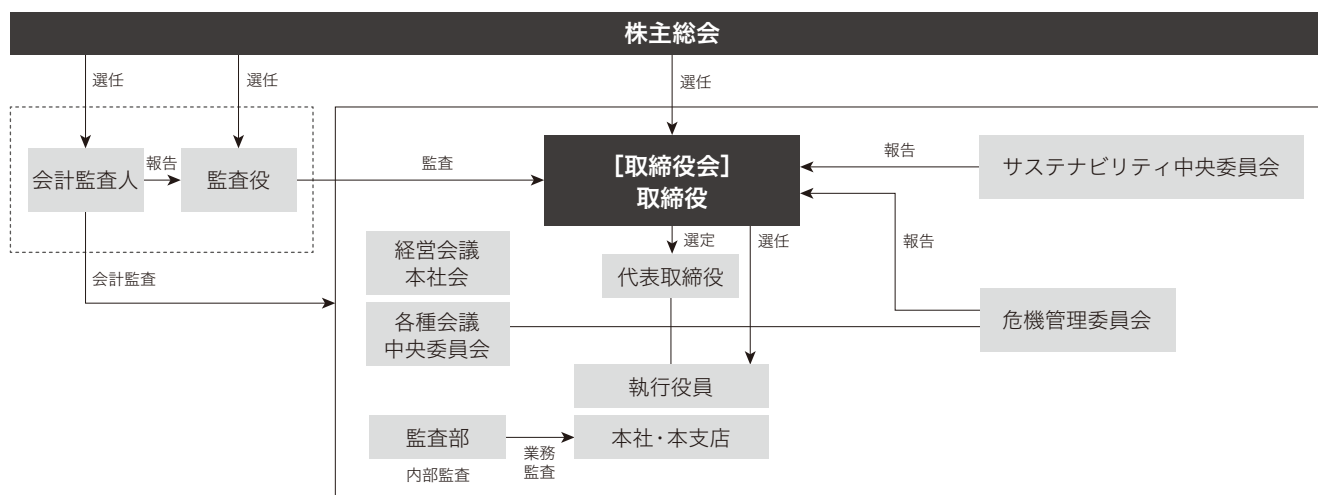 株主総会
選任
選任
選任
会計監査人
報告
監査役
監査
［取締役会］
取締役
報告
サステナビリティ中央委員会
会計監査
経営会議
本社会
選定
選任
報告
代表取締役
各種会議
中央委員会
危機管理委員会
執行役員
監査部
業務
監査
本社・本支店
内部監査